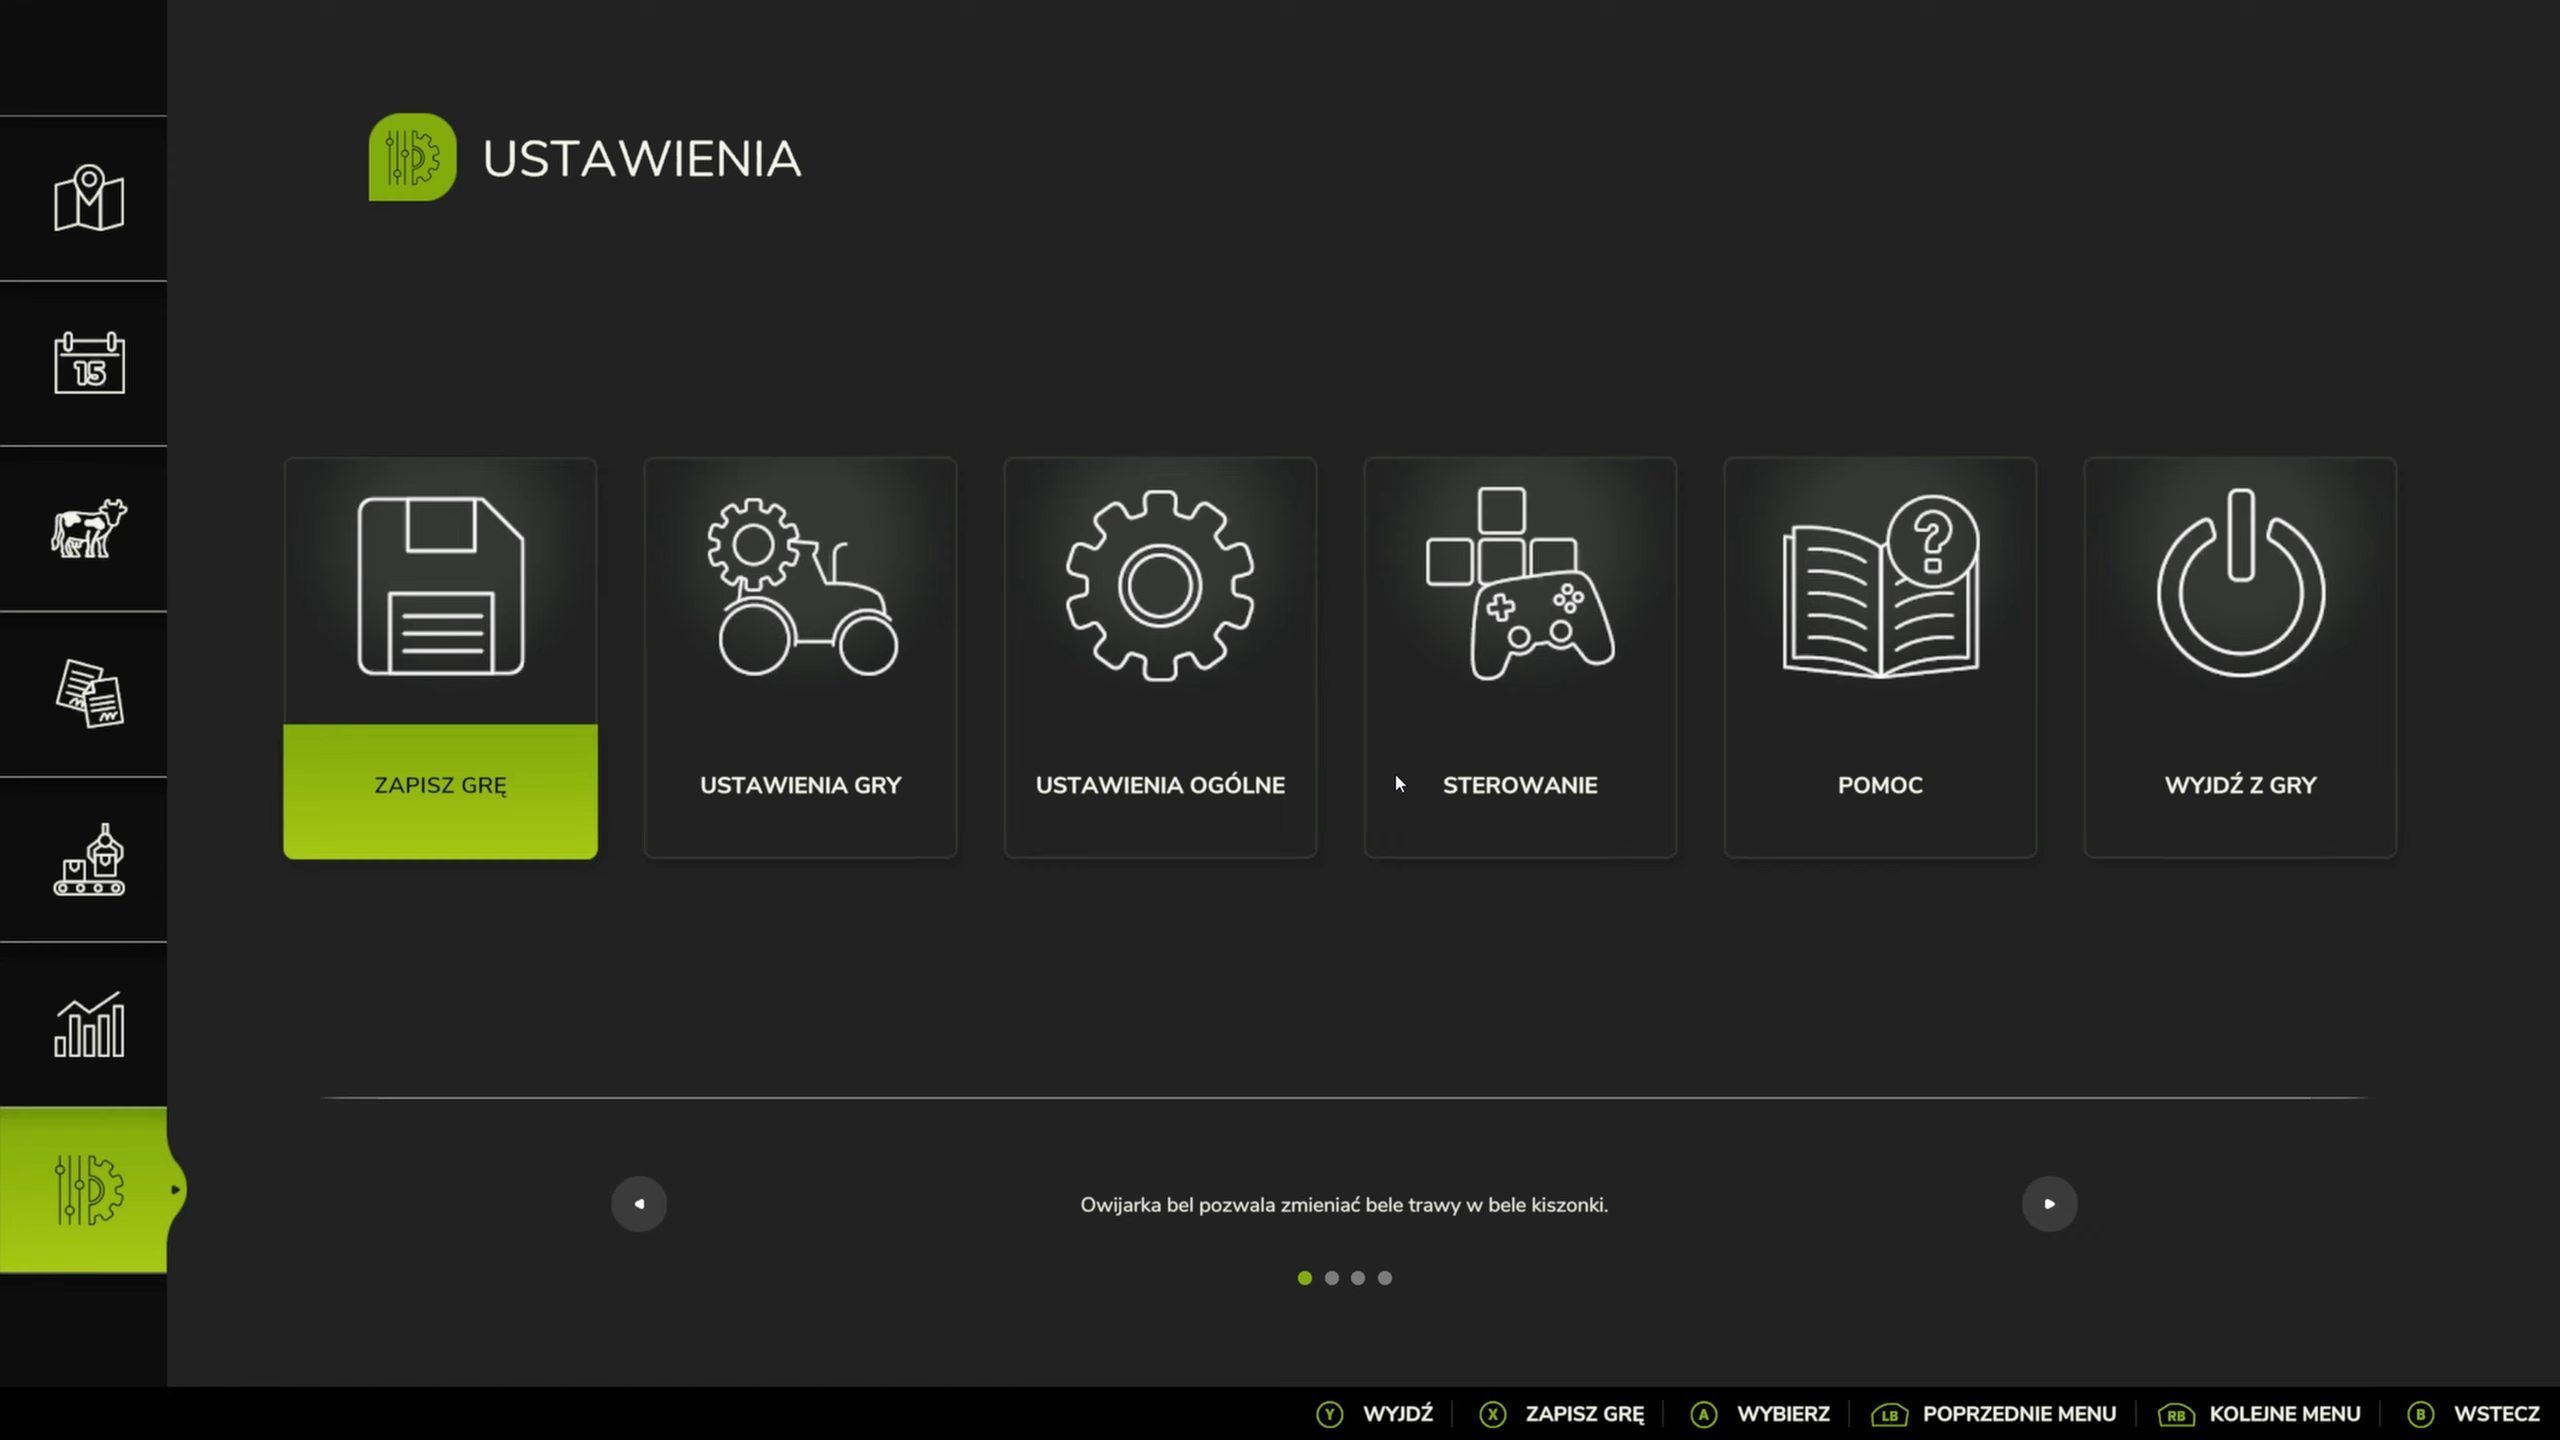 USTAWIENIA
15
ZAPISZ GRĘ
USTAWIENIA GRY
USTAWIENIA OGÓLNE
STEROWANIE
?
POMOC
WYJDŹ Z GRY
Owijarka bel pozwala zmieniać bele trawy w bele kiszonki.
Y WYJDŹ X ZAPISZ GRĘ A WYBIERZ LB POPRZEDNIE MENU RB KOLEJNE MENU B WSTECZ